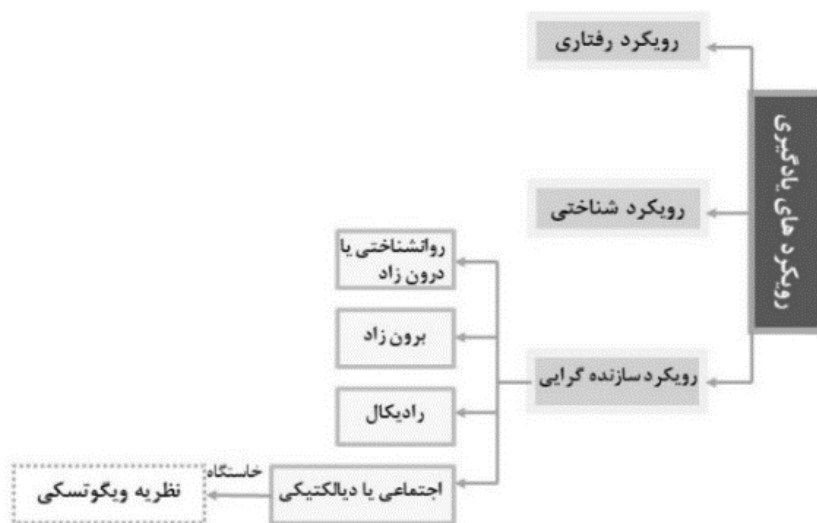 رویکرد های یادگیری
رویکرد رفتاری
رویکرد شناختی
رویکرد سازنده گرایی
روانشناختی یا
درون زاد
برون زاد
رادیکال
اجتماعی یا دیالکتیکی
خاستگاه
نظریه ویگوتسکی